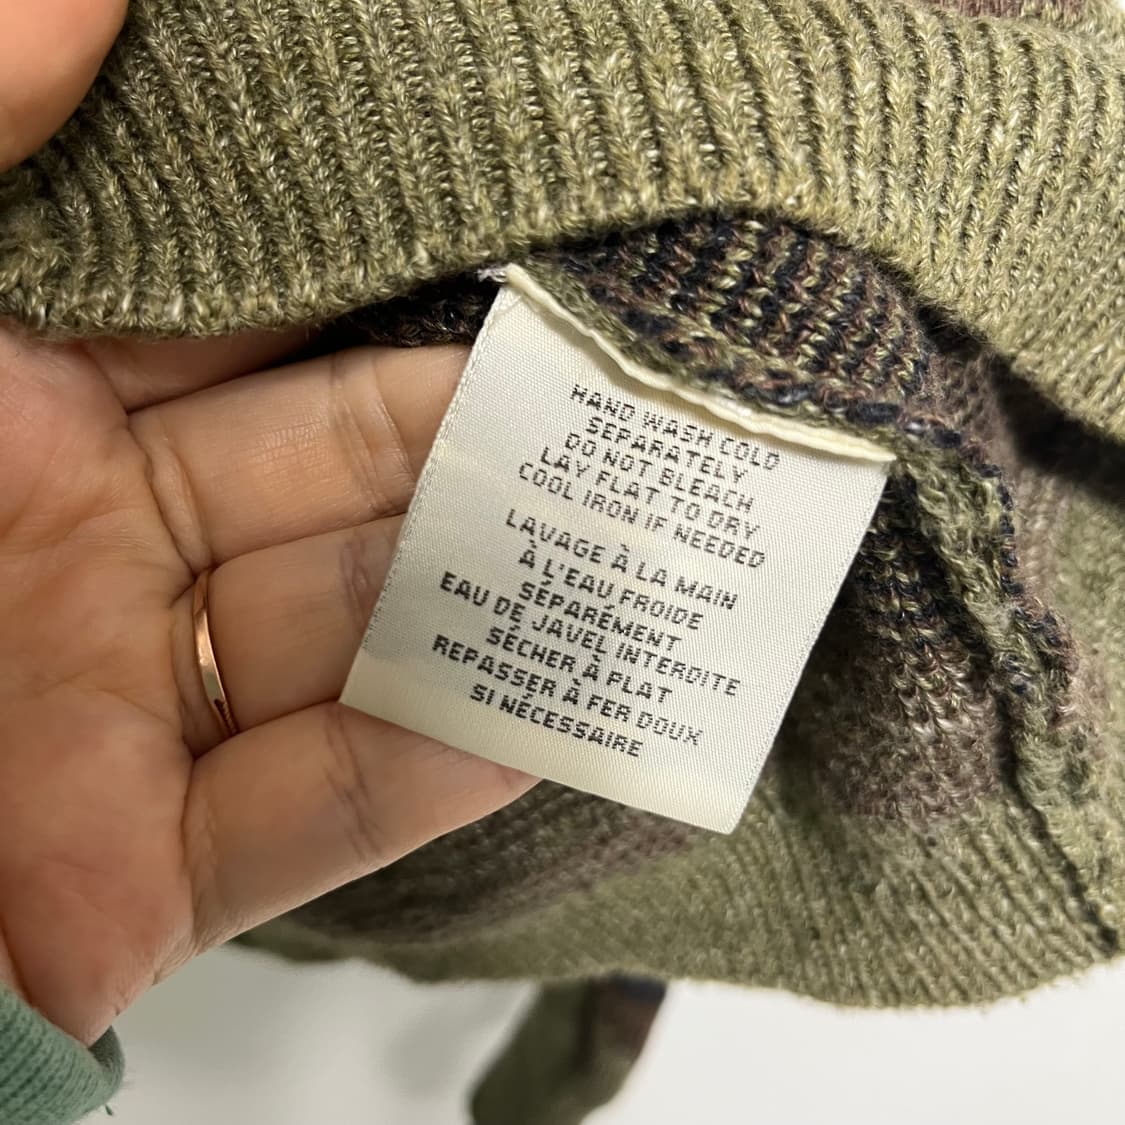 HAND WASH COLD
SEPARATELY
DO NOT BLEACH
LAY FLAT TO DRY
COOL IRON IF NEEDED
LAVAGE À LA MAIN
À L'EAU FROIDE
SÉPARÉMENT
EAU DE JAVEL INTERDITE
SÉCHER À PLAT
REPASSER À FER DOUX
SI NÉCESSAIRE